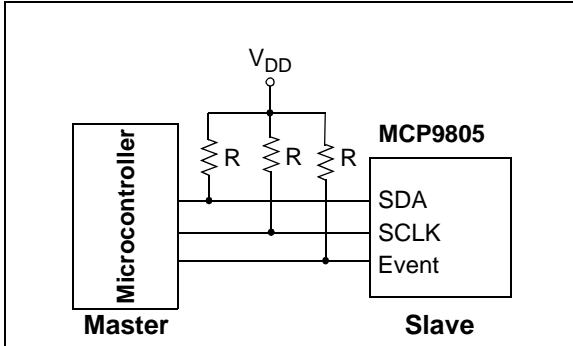 V_DD
R R R
MCP9805
Microcontroller
SDA
SCLK
Event
Master
Slave